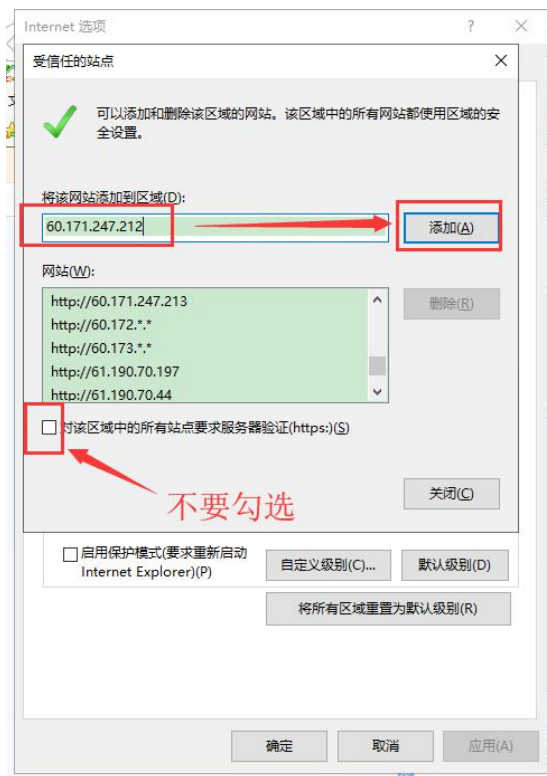 Internet 选项
受信任的站点
可以添加和删除该区域的网站。该区域中的所有网站都使用区域的安
全设置。
将该网站添加到区域(D):
60.171.247.212
添加(A)
网站(W):
http://60.171.247.213
http://60.172.*.*
http://60.173.*.*
http://61.190.70.197
http://61.190.70.44
删除(R)
对该区域中的所有站点要求服务器验证(https:)(S)
不要勾选
关闭(C)
启用保护模式(要求重新启动
Internet Explorer)(P)
自定义级别(C)...
默认级别(D)
将所有区域重置为默认级别(R)
确定
取消
应用(A)